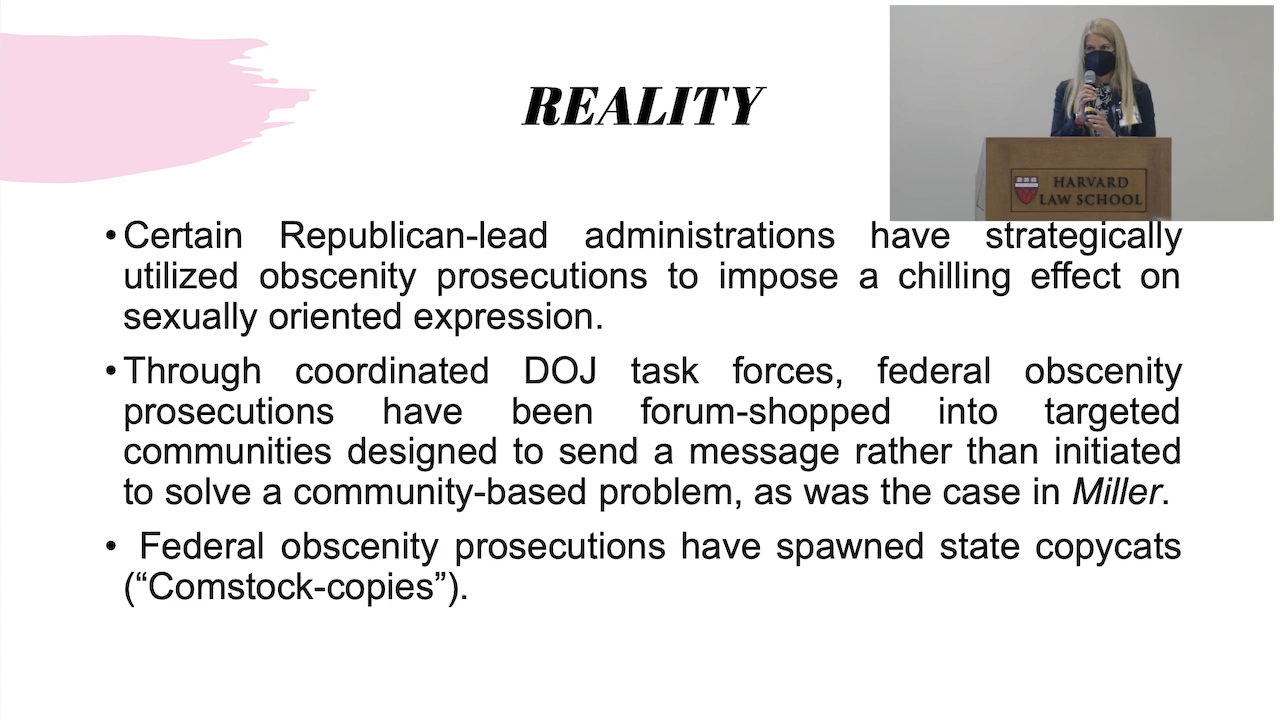 REALITY
HARVARD
LAW SCHOOL
• Certain Republican-lead administrations have strategically
utilized obscenity prosecutions to impose a chilling effect on
sexually oriented expression.
• Through coordinated DOJ task forces, federal obscenity
prosecutions have been forum-shopped into targeted
communities designed to send a message rather than initiated
to solve a community-based problem, as was the case in Miller.
• Federal obscenity prosecutions have spawned state copycats
(“Comstock-copies”).